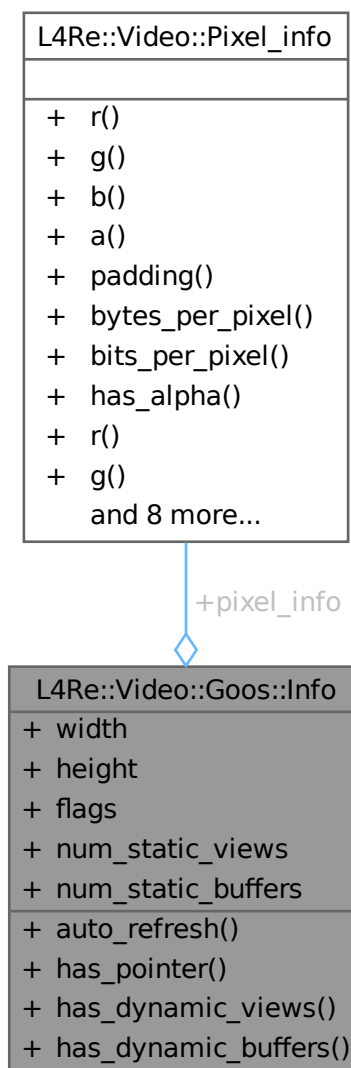 L4Re::Video::Pixel_info
+ r()
+ g()
+ b()
+ a()
+ padding()
+ bytes_per_pixel()
+ bits_per_pixel()
+ has_alpha()
+ r()
+ g()
and 8 more...
+pixel_info
L4Re::Video::Goos::Info
+ width
+ height
+ flags
+ num_static_views
+ num_static_buffers
+ auto_refresh()
+ has_pointer()
+ has_dynamic_views()
+ has_dynamic_buffers()